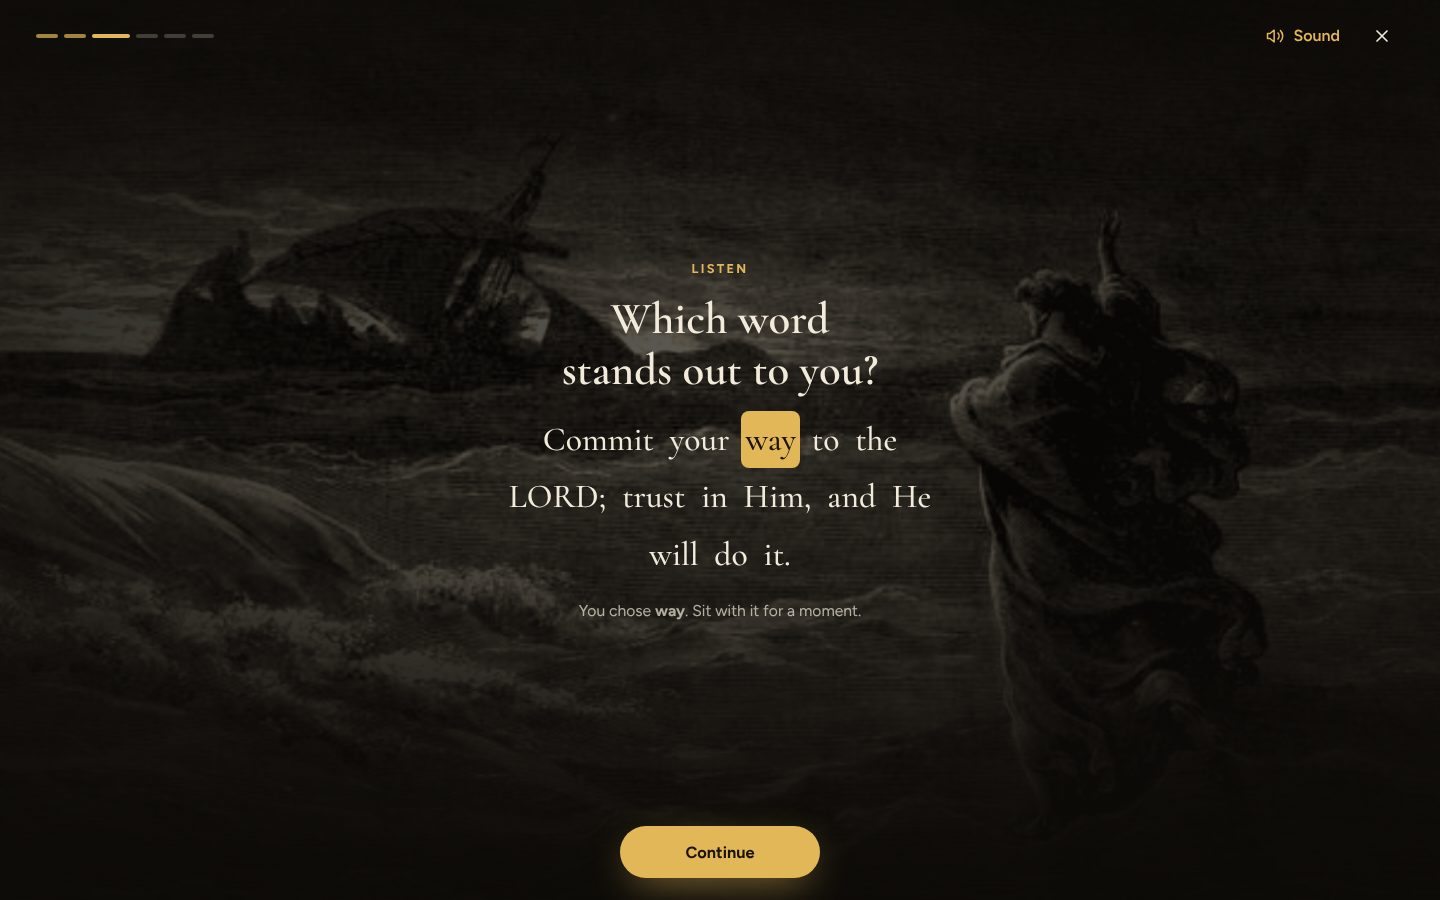 Sound
LISTEN
Which word
stands out to you?
Commit your way to the
LORD; trust in Him, and He
will do it.
You chose way. Sit with it for a moment.
Continue